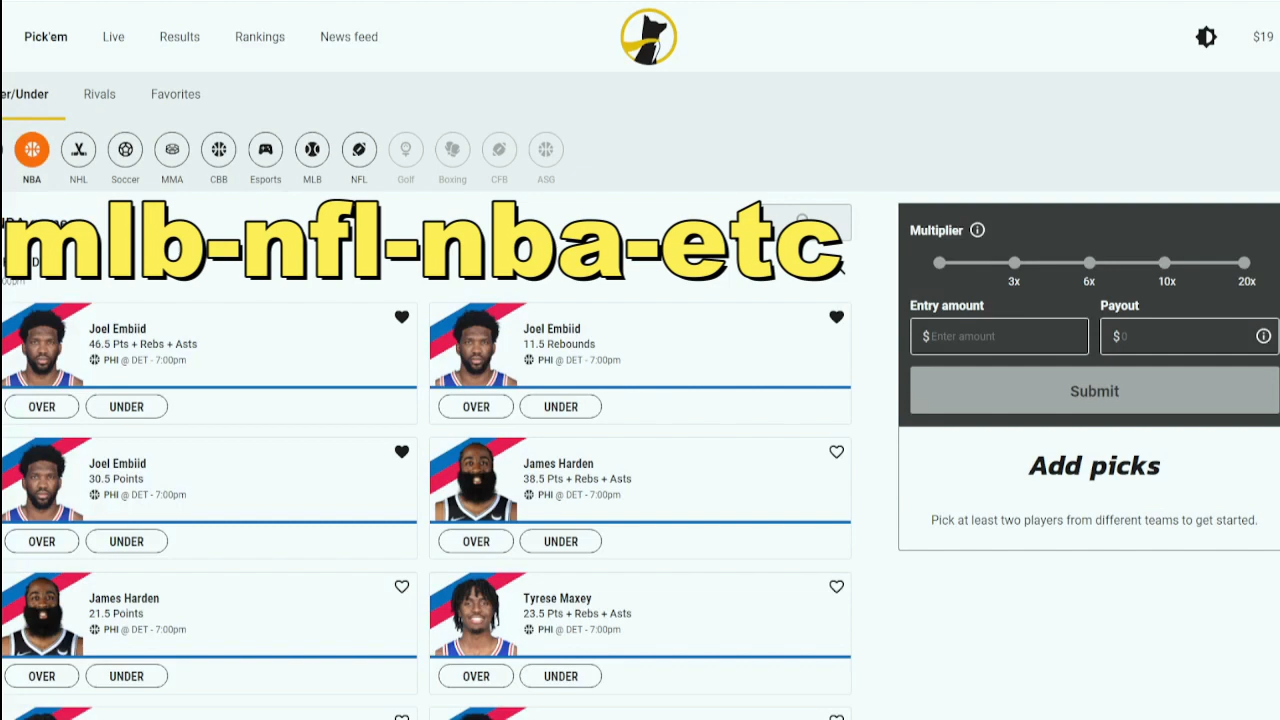 Pick'em Live Results Rankings News feed $19
er/Under Rivals Favorites
NBA NHL Soccer MMA CBB Esports MLB NFL Golf Boxing CFB ASG
mlb-nfl-nba-etc
Joel Embiid
46.5 Pts + Rebs + Asts
PHI @ DET - 7:00pm
OVER UNDER
Joel Embiid
11.5 Rebounds
PHI @ DET - 7:00pm
OVER UNDER
Joel Embiid
30.5 Points
PHI @ DET - 7:00pm
OVER UNDER
James Harden
38.5 Pts + Rebs + Asts
PHI @ DET - 7:00pm
OVER UNDER
James Harden
21.5 Points
PHI @ DET - 7:00pm
OVER UNDER
Tyrese Maxey
23.5 Pts + Rebs + Asts
PHI @ DET - 7:00pm
OVER UNDER
Multiplier
3x 6x 10x 20x
Entry amount Payout
$ Enter amount $ 0
Submit
Add picks
Pick at least two players from different teams to get started.